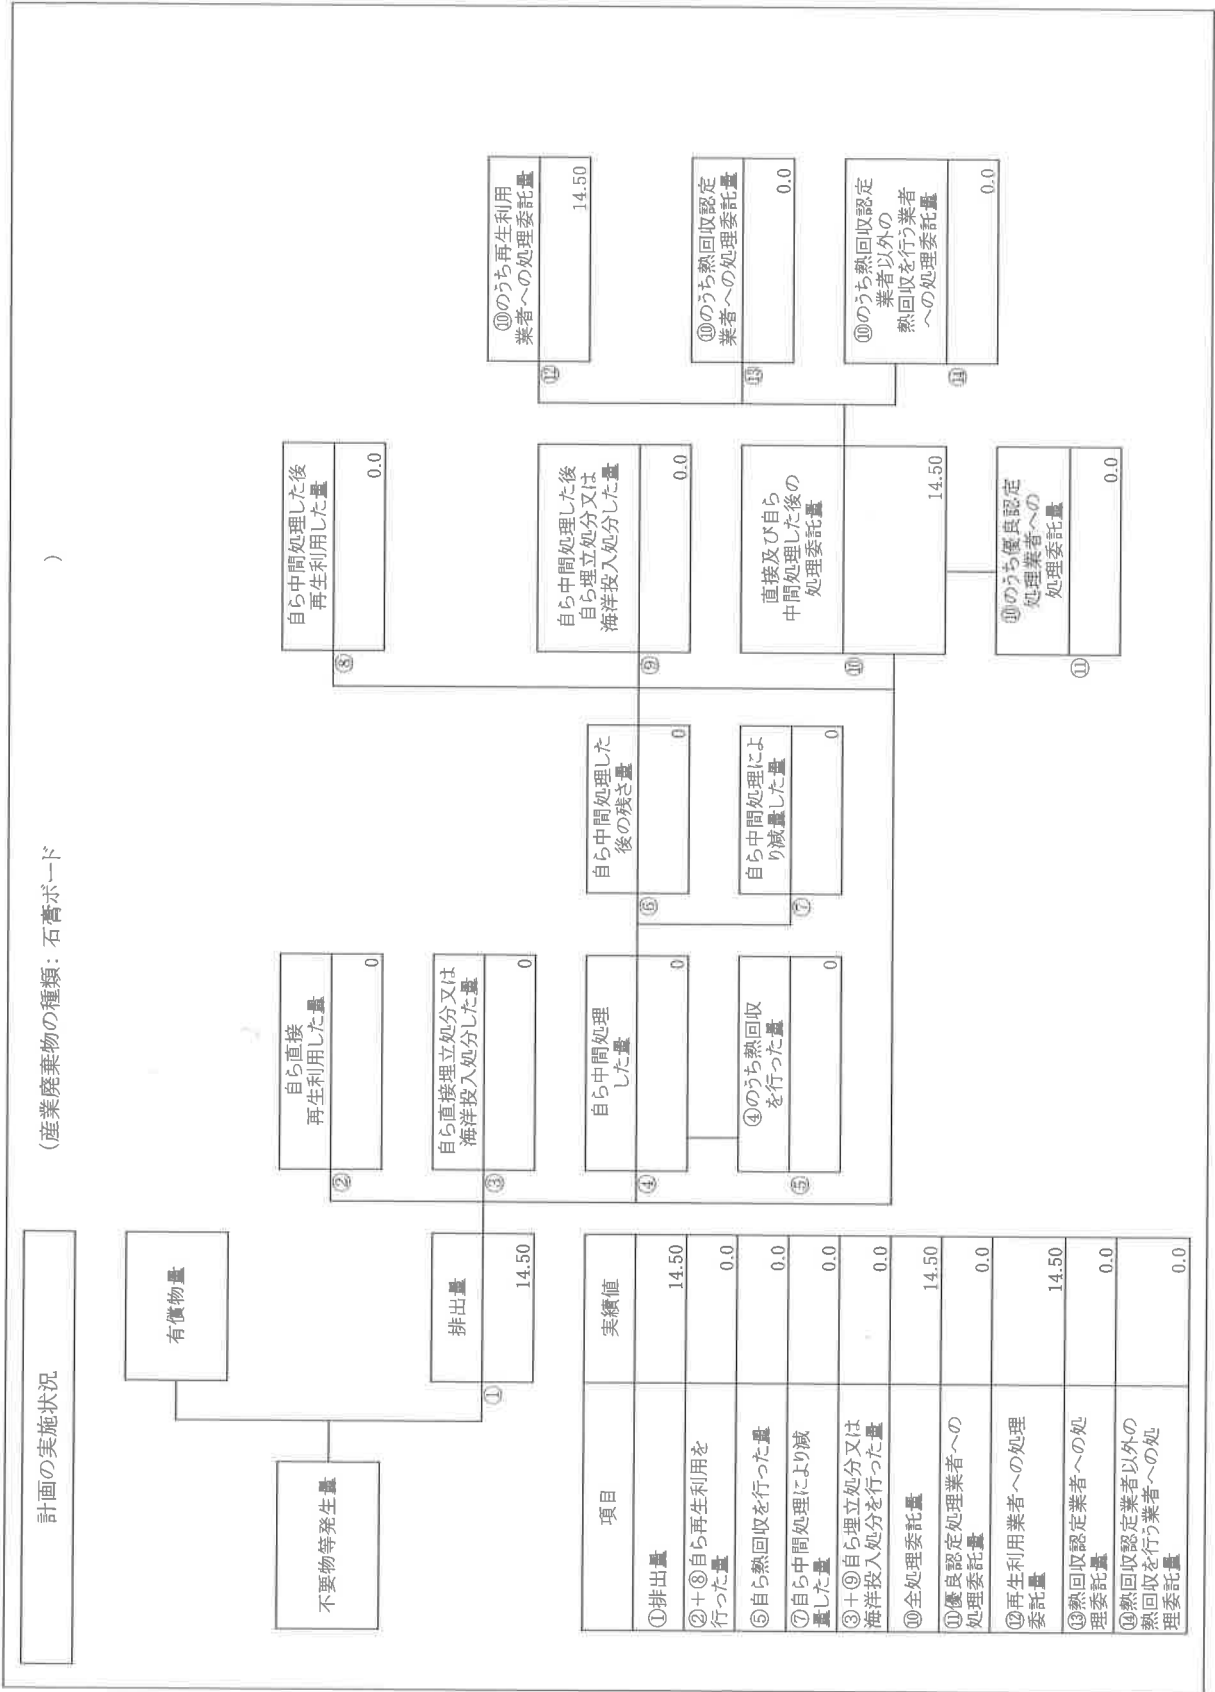 計画の実施状況
(産業廃棄物の種類：石膏ボード　　　　　　　　　　)
不要物等発生量
有償物量
排出量
①
14.50
自ら直接
再生利用した量
②
0
自ら直接埋立処分又は
海洋投入処分した量
③
0
自ら中間処理
した量
④
0
④のうち熱回収
を行った量
⑤
0
自ら中間処理した
後の残さ量
⑥
0
自ら中間処理によ
り減量した量
⑦
0
自ら中間処理した後
再生利用した量
⑧
0.0
自ら中間処理した後
自ら埋立処分又は
海洋投入処分した量
⑨
0.0
直接及び自ら
中間処理した後の
処理委託量
⑩
14.50
⑩のうち優良認定
処理業者への
処理委託量
⑪
0.0
⑩のうち再生利用
業者への処理委託量
⑫
14.50
⑩のうち熱回収認定
業者への処理委託量
⑬
0.0
⑩のうち熱回収認定
業者以外の
熱回収を行う業者
への処理委託量
⑭
0.0
項目 実績値
①排出量 14.50
②+⑧自ら再生利用を
行った量 0.0
⑤自ら熱回収を行った量 0.0
⑦自ら中間処理により減
量した量 0.0
③+⑨自ら埋立処分又は
海洋投入処分を行った量 0.0
⑩全処理委託量 14.50
⑪優良認定処理業者への
処理委託量 0.0
⑫再生利用業者への処理
委託量 14.50
⑬熱回収認定業者への処
理委託量 0.0
⑭熱回収認定業者以外の
熱回収を行う業者への処
理委託量 0.0